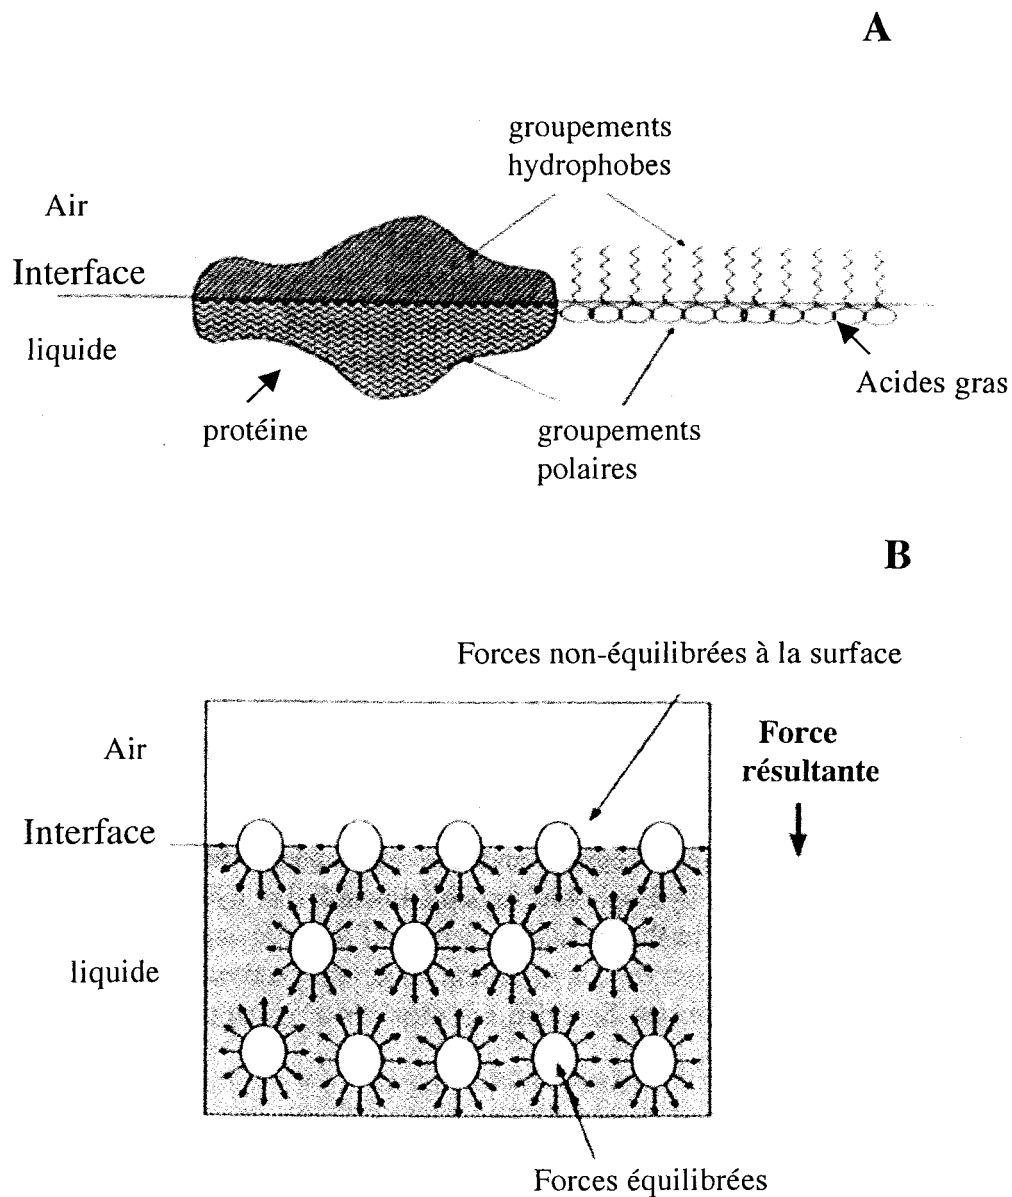 A
groupements
hydrophobes
Air
Interface
liquide
protéine
groupements
polaires
Acides gras
B
Forces non-équilibrées à la surface
Air
Force
résultante
Interface
liquide
Forces équilibrées